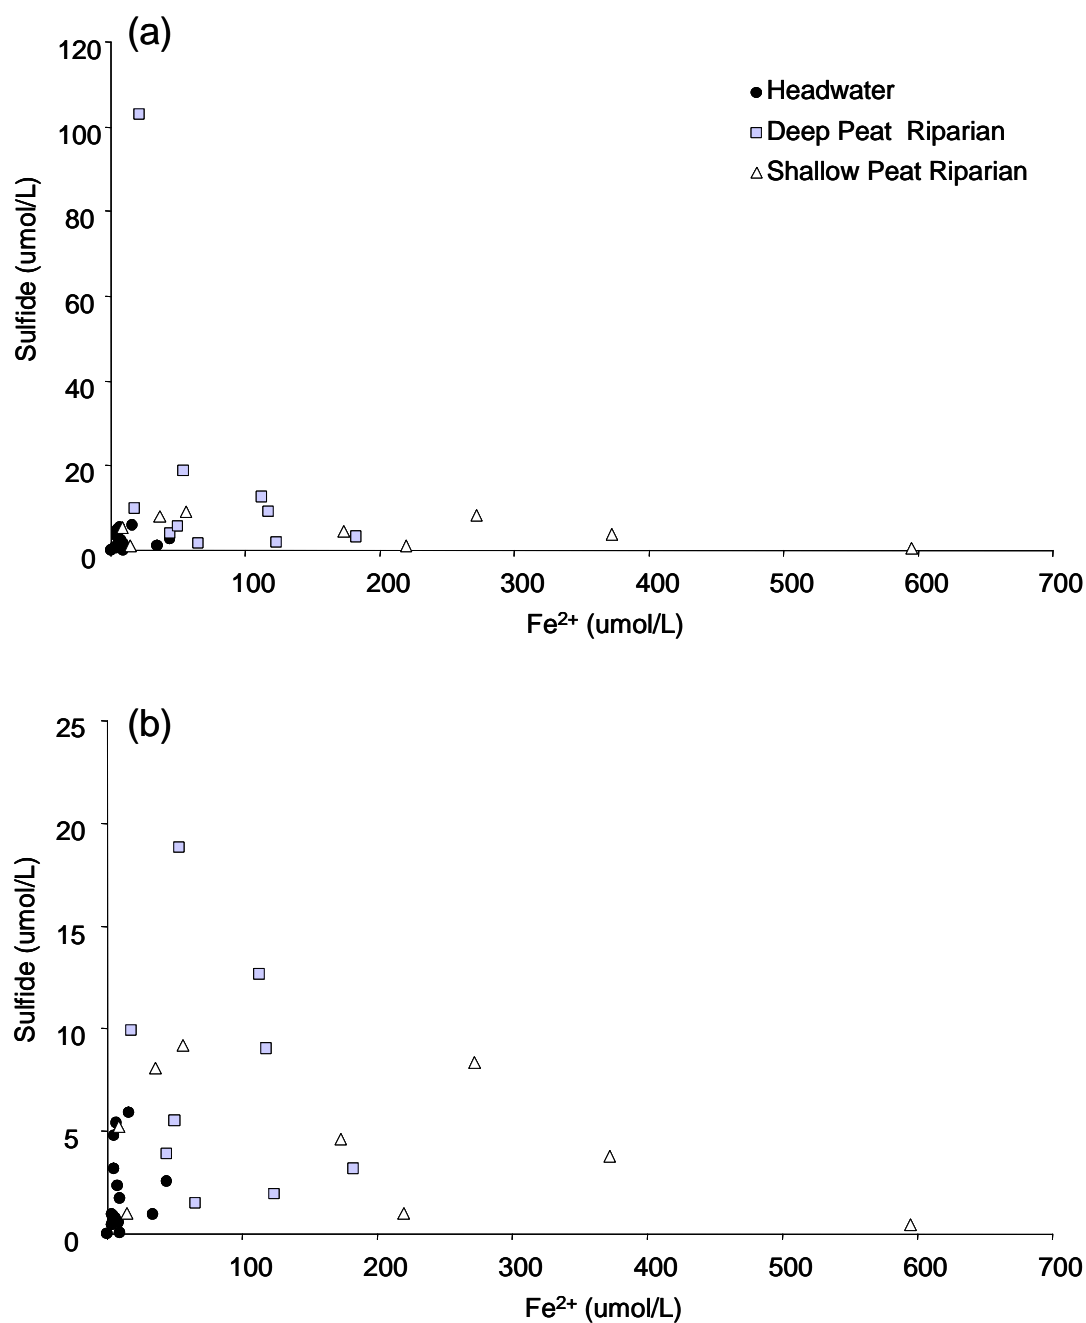 (a)
120
100
80
60
40
20
0
Sulfide (umol/L)
Headwater
Deep Peat Riparian
Shallow Peat Riparian
100 200 300 400 500 600 700
Fe²⁺ (umol/L)
(b)
25
20
15
10
5
0
Sulfide (umol/L)
100 200 300 400 500 600 700
Fe²⁺ (umol/L)